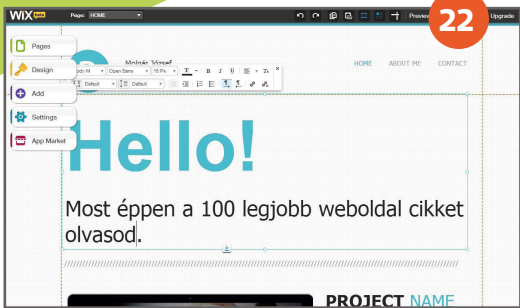 WiX
Page: HOME
Preview
Upgrade
22
Pages
Design
Add
Settings
App Market
Molnár József
HOME ABOUT ME CONTACT
Open Sans 15 Px T B I U
Default Default
Hello!
Most éppen a 100 legjobb weboldal cikket
olvasod.
PROJECT NAME